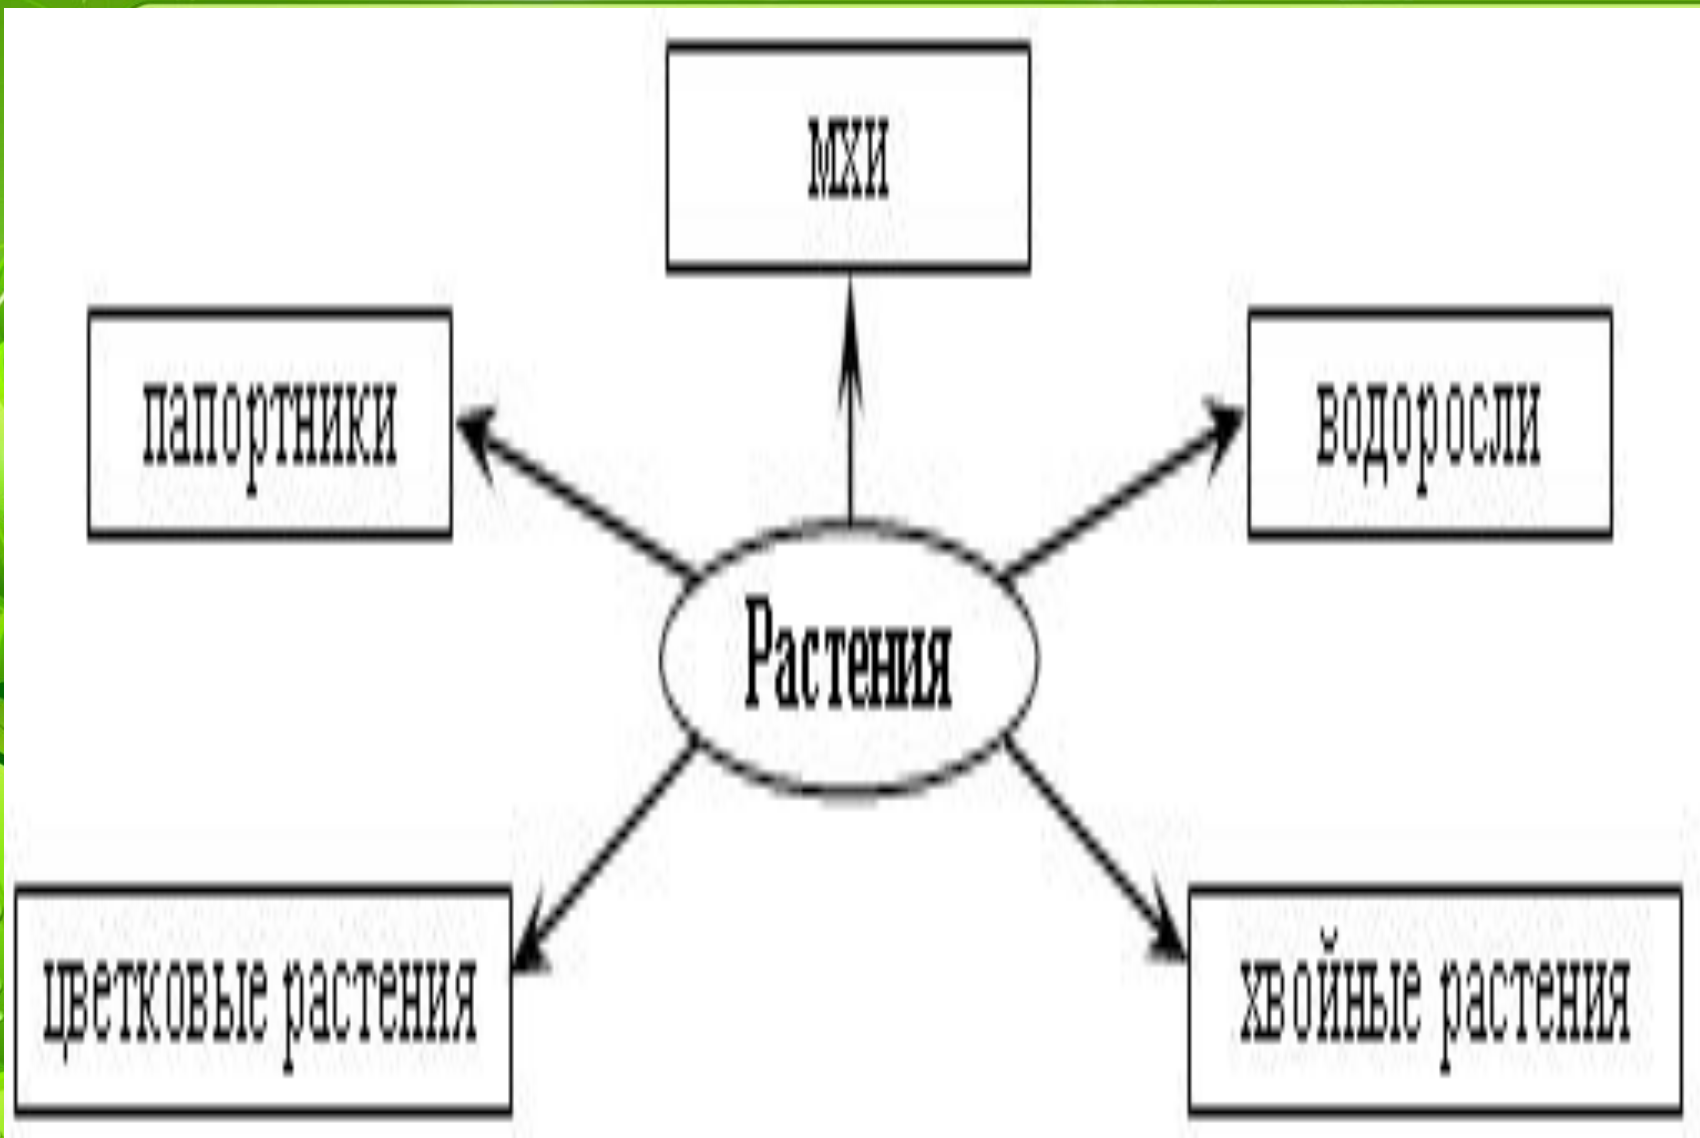 мхи
папортники
водоросли
Растения
цветковые растения
хвойные растения